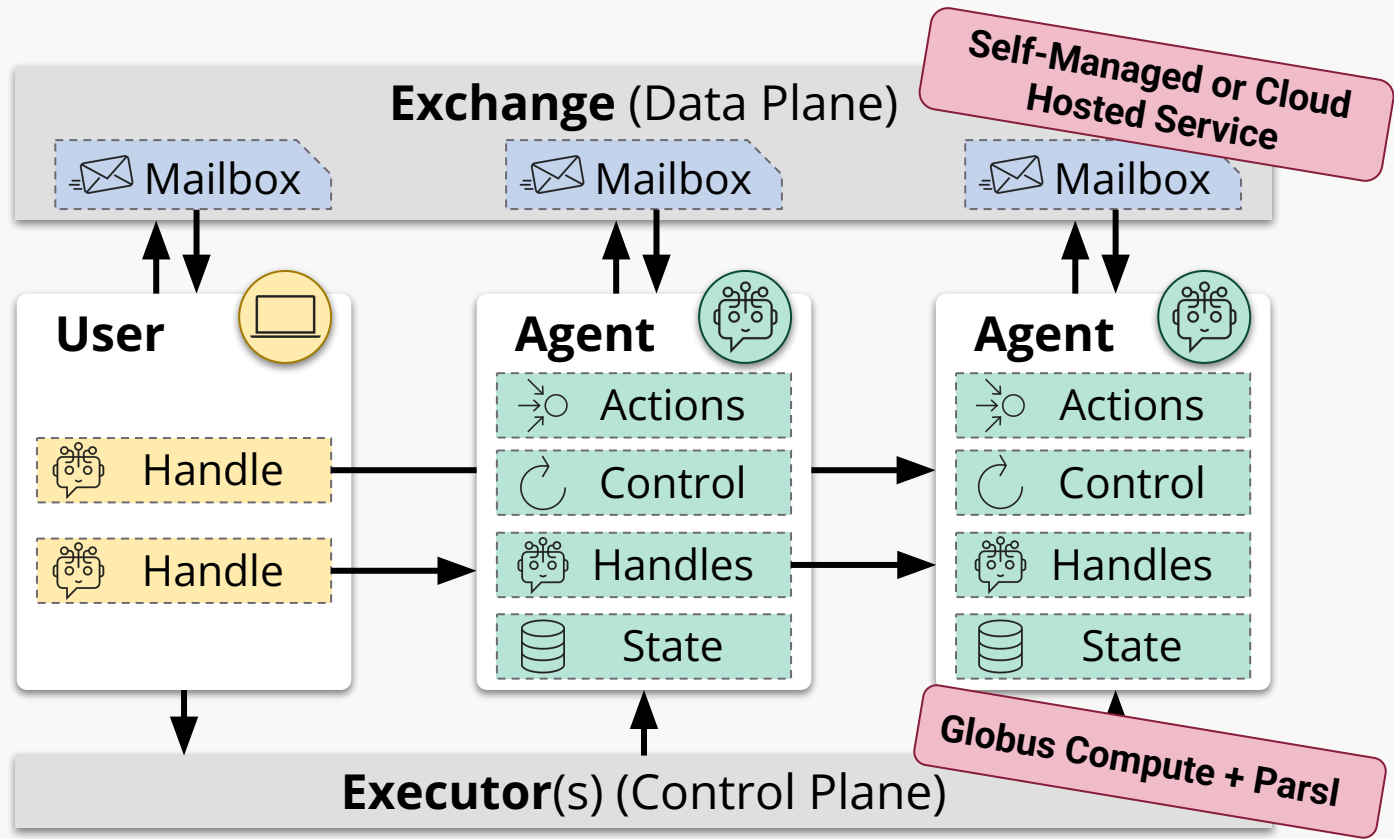 Self-Managed or Cloud
Hosted Service
Exchange (Data Plane)
Mailbox
Mailbox
Mailbox
User
Handle
Handle
Agent
Actions
Control
Handles
State
Agent
Actions
Control
Handles
State
Globus Compute + Parsl
Executor(s) (Control Plane)